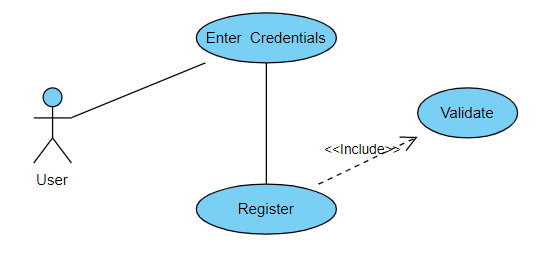 Enter Credentials
Validate
<<Include>>
User
Register